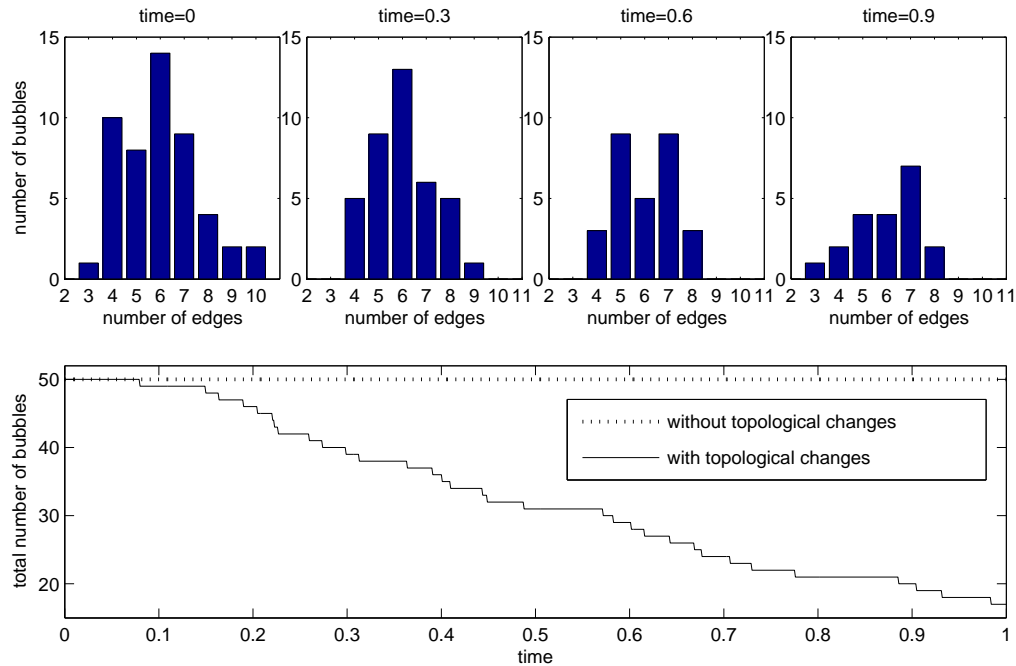 time=0 time=0.3 time=0.6 time=0.9
15 15 15 15
10 10 10 10
5 5 5 5
0 0 0 0
number of bubbles
2 3 4 5 6 7 8 9 10 11 2 3 4 5 6 7 8 9 10 11 2 3 4 5 6 7 8 9 10 11
2 3 4 5 6 7 8 9 10
number of edges number of edges number of edges number of edges
50
40
30
20
total number of bubbles
without topological changes
with topological changes
0 0.1 0.2 0.3 0.4 0.5 0.6 0.7 0.8 0.9 1
time